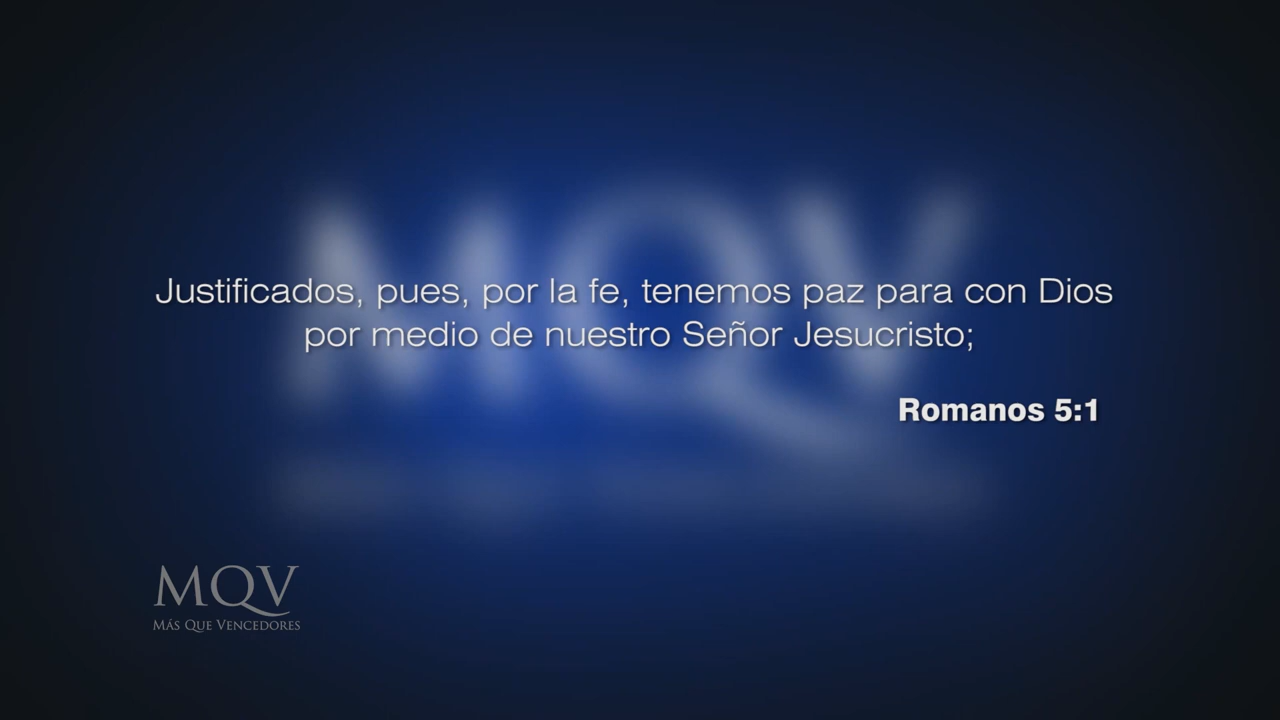 Justificados, pues, por la fe, tenemos paz para con Dios
por medio de nuestro Señor Jesucristo;
Romanos 5:1
MQV
MÁS QUE VENCEDORES